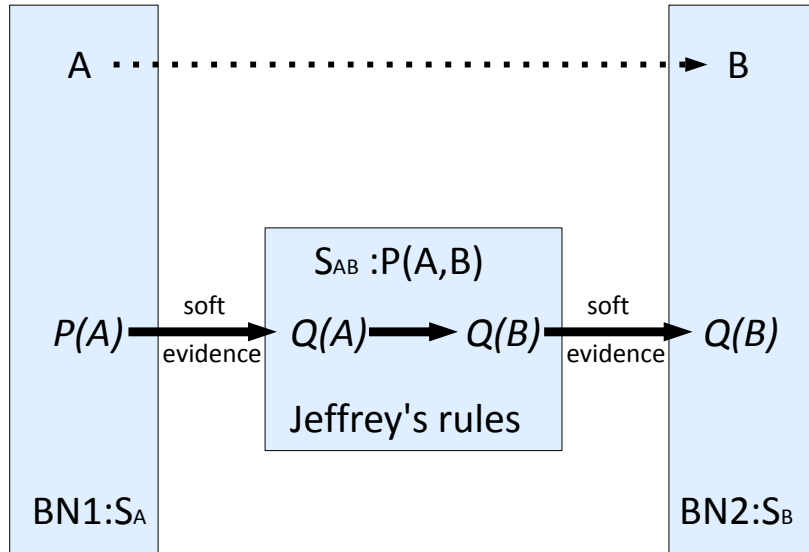 A B
SAB :P(A,B)
soft soft
P(A) Q(A) Q(B) Q(B)
evidence evidence
Jeffrey's rules
BN1:SA BN2:SB